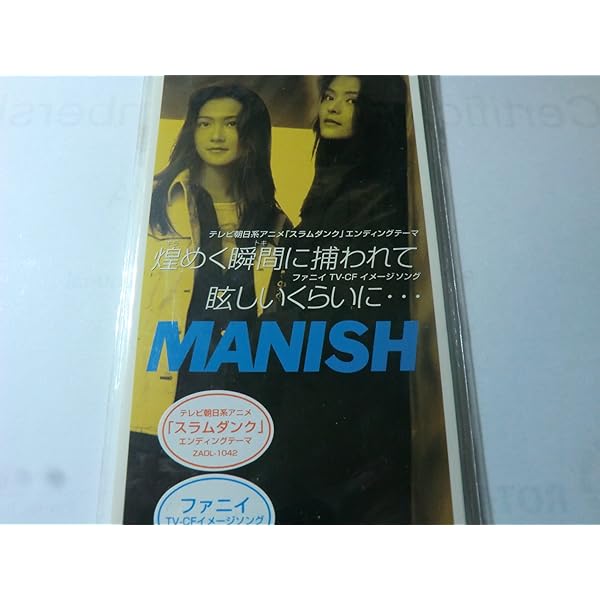 テレビ朝日系アニメ「スラムダンク」エンディングテーマ
煌めく瞬間に捕われて
トキ
ファニイ TV-CF イメージソング
眩しいくらいに・・・
MANISH
テレビ朝日系アニメ
「スラムダンク」
エンディングテーマ
ZADL-1042
ファニイ
TV-CFイメージソング